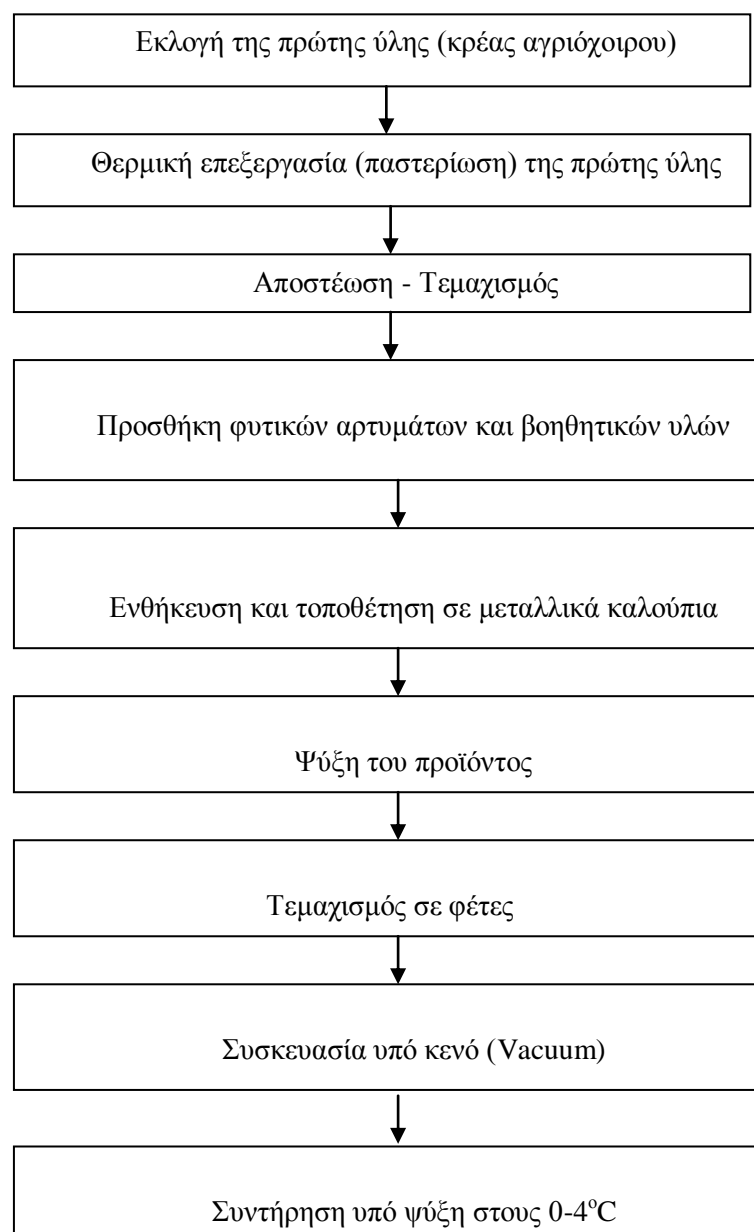 Εκλογή της πρώτης ύλης (κρέας αγριόχοιρου)
Θερμική επεξεργασία (παστερίωση) της πρώτης ύλης
Αποστέωση - Τεμαχισμός
Προσθήκη φυτικών αρτυμάτων και βοηθητικών υλών
Ενθήκευση και τοποθέτηση σε μεταλλικά καλούπια
Ψύξη του προϊόντος
Τεμαχισμός σε φέτες
Συσκευασία υπό κενό (Vacuum)
Συντήρηση υπό ψύξη στους 0-4°C